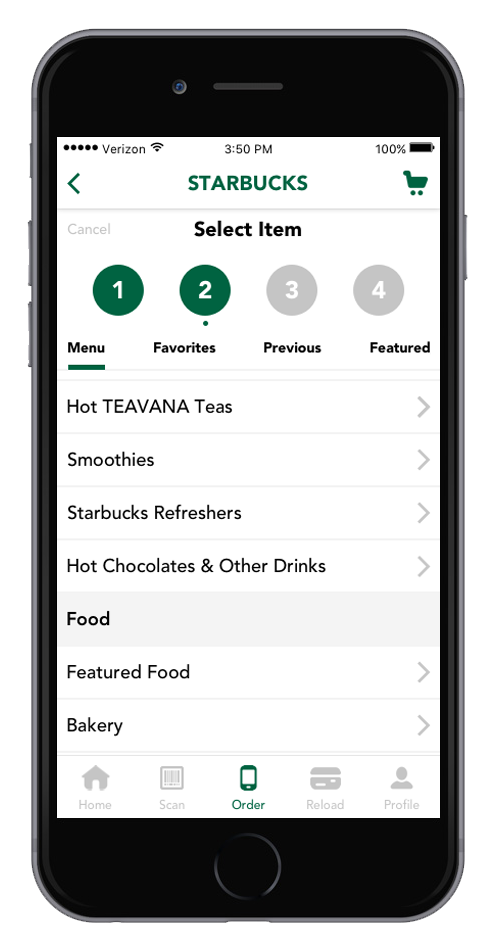 Verizon 3:50 PM 100%
STARBUCKS
Cancel Select Item
1 2 3 4
Menu Favorites Previous Featured
Hot TEAVANA Teas
Smoothies
Starbucks Refreshers
Hot Chocolates & Other Drinks
Food
Featured Food
Bakery
Home Scan Order Reload Profile